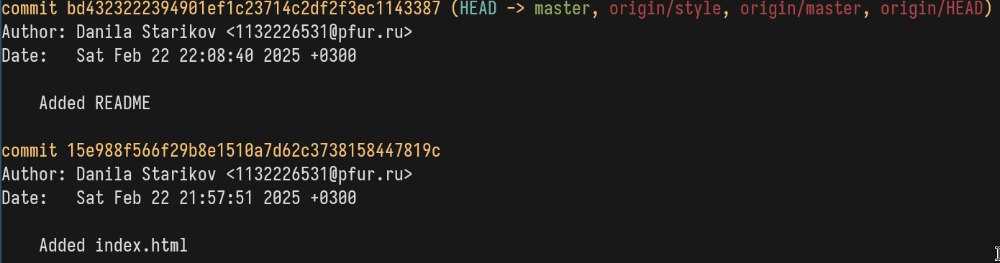 commit bd4323222394901ef1c23714c2df2f3ec1143387 (HEAD -> master, origin/style, origin/master, origin/HEAD)
Author: Danila Starikov <1132226531@pfur.ru>
Date:   Sat Feb 22 22:08:40 2025 +0300
Added README
commit 15e988f566f29b8e1510a7d62c3738158447819c
Author: Danila Starikov <1132226531@pfur.ru>
Date:   Sat Feb 22 21:57:51 2025 +0300
Added index.html